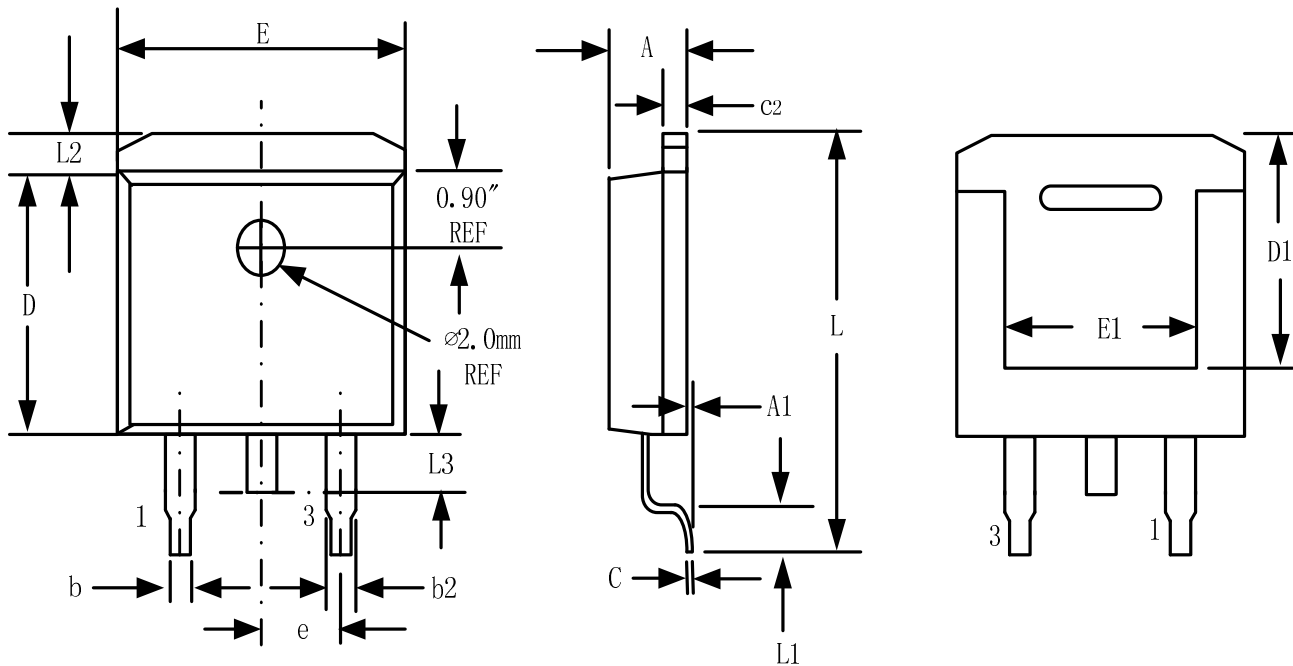 E
L2
0.90″
REF
D
∅2.0mm
REF
L3
1
3
b
b2
e
A
C2
L
A1
C
L1
D1
E1
3
1